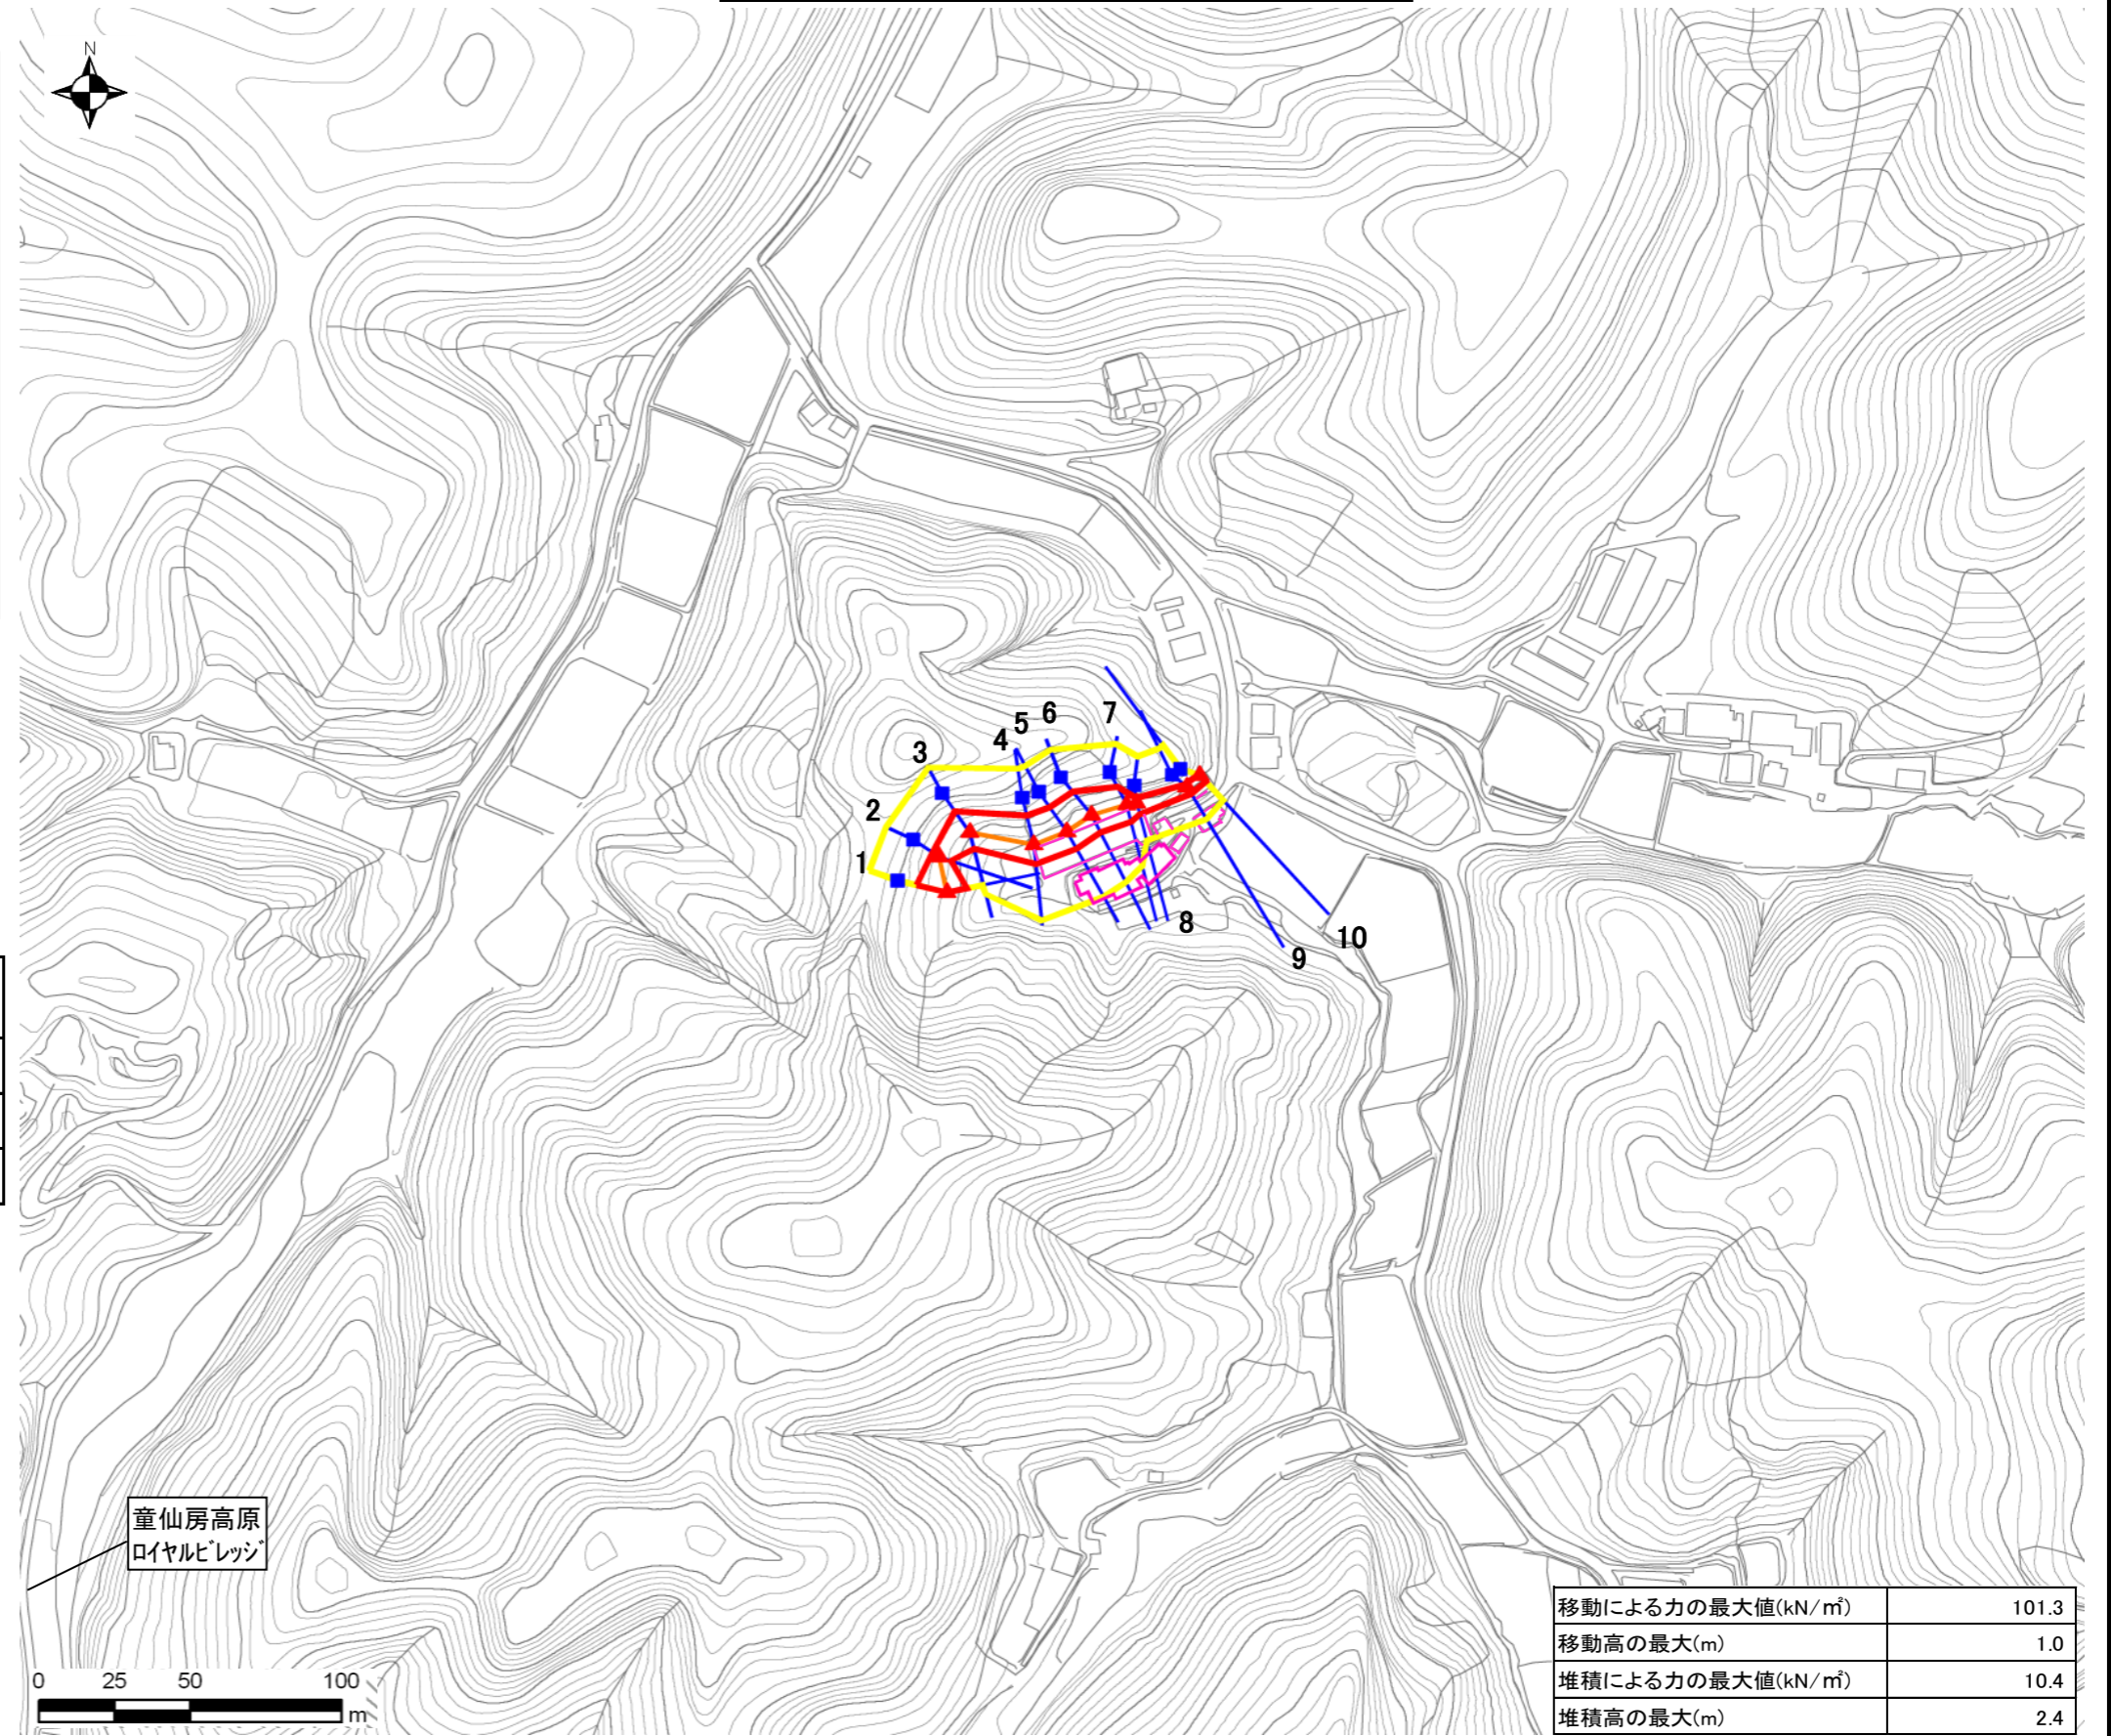 N
7
6
5
4
3
2
1
8
10
9
童仙房高原
ロイヤルビレッジ
移動による力の最大値(kN/㎡) 101.3
移動高の最大(m) 1.0
堆積による力の最大値(kN/㎡) 10.4
堆積高の最大(m) 2.4
0 25 50 100
m